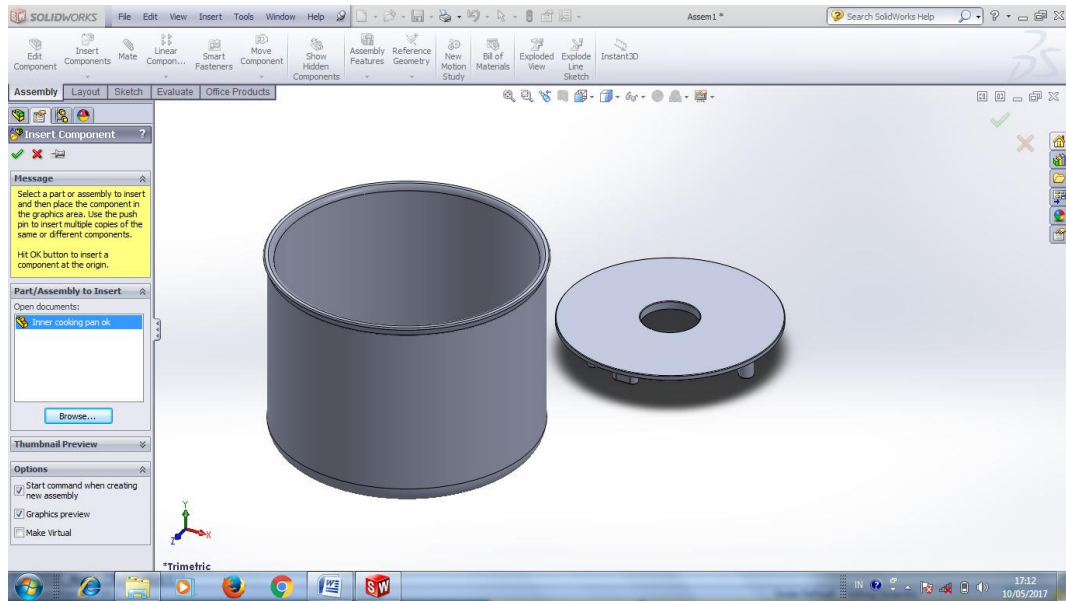 SOLIDWORKS File Edit View Insert Tools Window Help Assem1 * Search SolidWorks Help
Edit Component
Insert Components
Mate
Linear Compon...
Smart Fasteners
Move Component
Show Hidden Components
Assembly Features
Reference Geometry
New Motion Study
Bill of Materials
Exploded View
Explode Line Sketch
Instant3D
Assembly Layout Sketch Evaluate Office Products
Insert Component ?
Message
Select a part or assembly to insert
and then place the component in
the graphics area. Use the push
pin to insert multiple copies of the
same or different components.
Hit OK button to insert a
component at the origin.
Part/Assembly to Insert
Open documents:
Inner cooking pan ok
Browse...
Thumbnail Preview
Options
Start command when creating
new assembly
Graphics preview
Make Virtual
Y
X
Z
*Trimetric
IN 17:12
10/05/2017